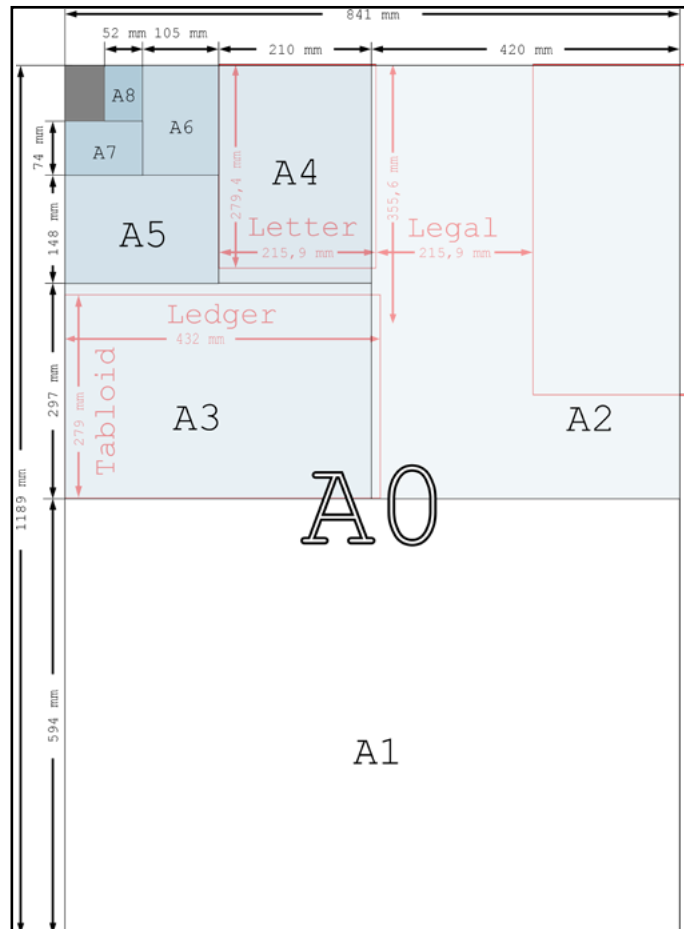 841 mm
52 mm 105 mm
210 mm
420 mm
A8
A6
A7
74 mm
A4
279,4 mm
355,6 mm
Letter
Legal
215,9 mm
215,9 mm
A5
148 mm
Ledger
432 mm
Tabloid
279 mm
A3
A2
297 mm
A0
1189 mm
594 mm
A1